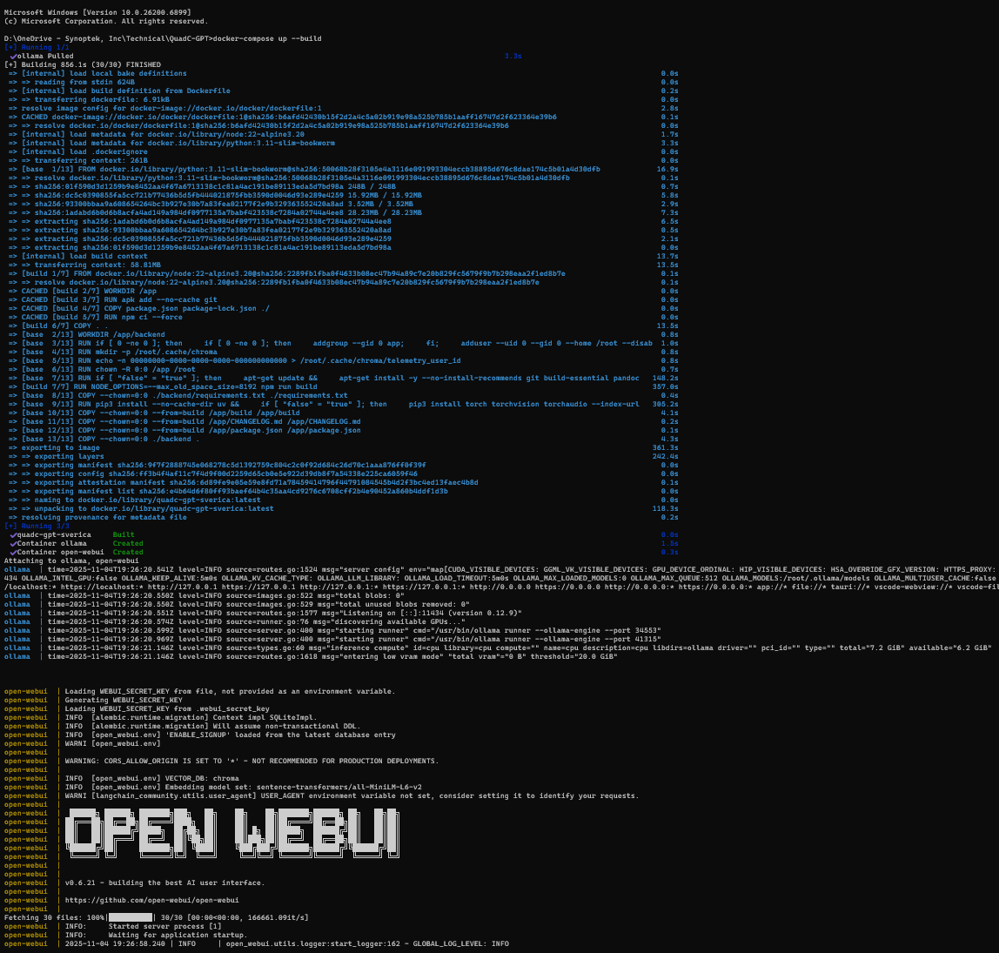 Microsoft Windows [Version 10.0.26200.6899]
(c) Microsoft Corporation. All rights reserved.
D:\OneDrive - Synoptek, Inc\Technical\QuadC-GPT>docker-compose up --build
[+] Running 1/1
✔ollama Pulled 3.3s
[+] Building 856.1s (30/30) FINISHED
=> [internal] load local bake definitions 0.0s
=> => reading from stdin 624B 0.0s
=> [internal] load build definition from Dockerfile 0.2s
=> => transferring dockerfile: 6.91kB 0.0s
=> resolve image config for docker-image://docker.io/docker/dockerfile:1 2.8s
=> CACHED docker-image://docker.io/docker/dockerfile:1@sha256:b6afd42430b15f2d2a4c5a02b919e98a525b785b1aaff16747d2f623364e39b6 0.1s
=> => resolve docker.io/docker/dockerfile:1@sha256:b6afd42430b15f2d2a4c5a02b919e98a525b785b1aaff16747d2f623364e39b6 0.0s
=> [internal] load metadata for docker.io/library/node:22-alpine3.20 1.7s
=> [internal] load metadata for docker.io/library/python:3.11-slim-bookworm 3.3s
=> [internal] load .dockerignore 0.0s
=> => transferring context: 261B 0.0s
=> [base  1/13] FROM docker.io/library/python:3.11-slim-bookworm@sha256:50068b28f3105e4a3116e091993304eccb38895d676c8dae174c5b01a4d30dfb 16.9s
=> => resolve docker.io/library/python:3.11-slim-bookworm@sha256:50068b28f3105e4a3116e091993304eccb38895d676c8dae174c5b01a4d30dfb 0.1s
=> => sha256:01f590d3d1259b9e8452aa4f67a6713138c1c81a4ac191be89113eda5d7bd98a 248B / 248B 0.7s
=> => sha256:dc5c0390855fa5cc721b77436b5d5fb444021875fbb3590d0046d93e289e4259 15.92MB / 15.92MB 5.8s
=> => sha256:93300bbaa9a608654264bc3b927e30b7a83fea02177f2e9b329363552420a8ad 3.52MB / 3.52MB 2.9s
=> => sha256:1adabd6b0d6b8acfa4ad149a984df0977135a7babf423538c7284a02744a4ee8 28.23MB / 28.23MB 7.3s
=> => extracting sha256:1adabd6b0d6b8acfa4ad149a984df0977135a7babf423538c7284a02744a4ee8 6.5s
=> => extracting sha256:93300bbaa9a608654264bc3b927e30b7a83fea02177f2e9b329363552420a8ad 0.5s
=> => extracting sha256:dc5c0390855fa5cc721b77436b5d5fb444021875fbb3590d0046d93e289e4259 2.1s
=> => extracting sha256:01f590d3d1259b9e8452aa4f67a6713138c1c81a4ac191be89113eda5d7bd98a 0.0s
=> [internal] load build context 13.7s
=> => transferring context: 58.81MB 13.5s
=> [build 1/7] FROM docker.io/library/node:22-alpine3.20@sha256:2289fb1fba0f4633b08ec47b94a89c7e20b829fc5679f9b7b298eaa2f1ed8b7e 0.1s
=> => resolve docker.io/library/node:22-alpine3.20@sha256:2289fb1fba0f4633b08ec47b94a89c7e20b829fc5679f9b7b298eaa2f1ed8b7e 0.1s
=> CACHED [build 2/7] WORKDIR /app 0.0s
=> CACHED [build 3/7] RUN apk add --no-cache git 0.0s
=> CACHED [build 4/7] COPY package.json package-lock.json ./ 0.0s
=> CACHED [build 5/7] RUN npm ci --force 0.0s
=> [build 6/7] COPY . . 13.5s
=> [base  2/13] WORKDIR /app/backend 0.8s
=> [base  3/13] RUN if [ 0 -ne 0 ]; then     if [ 0 -ne 0 ]; then     addgroup --gid 0 app;     fi;     adduser --uid 0 --gid 0 --home /root --disab 1.0s
=> [base  4/13] RUN mkdir -p /root/.cache/chroma 0.8s
=> [base  5/13] RUN echo -n 00000000-0000-0000-0000-000000000000 > /root/.cache/chroma/telemetry_user_id 0.8s
=> [base  6/13] RUN chown -R 0:0 /app /root 0.7s
=> [base  7/13] RUN if [ "false" = "true" ]; then     apt-get update &&     apt-get install -y --no-install-recommends git build-essential pandoc 148.2s
=> [build 7/7] RUN NODE_OPTIONS=--max_old_space_size=8192 npm run build 357.0s
=> [base  8/13] COPY --chown=0:0 ./backend/requirements.txt ./requirements.txt 0.4s
=> [base  9/13] RUN pip3 install --no-cache-dir uv &&     if [ "false" = "true" ]; then     pip3 install torch torchvision torchaudio --index-url 305.2s
=> [base 10/13] COPY --chown=0:0 --from=build /app/build /app/build 4.1s
=> [base 11/13] COPY --chown=0:0 --from=build /app/CHANGELOG.md /app/CHANGELOG.md 0.2s
=> [base 12/13] COPY --chown=0:0 --from=build /app/package.json /app/package.json 0.1s
=> [base 13/13] COPY --chown=0:0 ./backend . 4.3s
=> exporting to image 361.3s
=> => exporting layers 242.4s
=> => exporting manifest sha256:9f7f2888745e068278c5d1392759c804c2c0f92d684c26d70c1aaa876ff0f39f 0.0s
=> => exporting config sha256:ff3b4f4af11c7f4d9f00d2259d65cb0e5e922d39db8f7a54338e225ca6059f46 0.0s
=> => exporting attestation manifest sha256:6d89fe9e05e59e8fd71a78459414796f44791084545b4d2f3bc4ed13faec4b8d 0.1s
=> => exporting manifest list sha256:e4b64d6f80ff93baef64b4c35aa4cd9276c6708cff2b4e90452a860b4ddf1d3b 0.0s
=> => naming to docker.io/library/quadc-gpt-sverica:latest 0.0s
=> => unpacking to docker.io/library/quadc-gpt-sverica:latest 118.3s
=> resolving provenance for metadata file 0.2s
[+] Running 3/3
✔quadc-gpt-sverica Built 0.0s
✔Container ollama Created 1.5s
✔Container open-webui Created 0.3s
Attaching to ollama, open-webui
ollama | time=2025-11-04T19:26:20.541Z level=INFO source=routes.go:1524 msg="server config" env="map[CUDA_VISIBLE_DEVICES: GGML_VK_VISIBLE_DEVICES: GPU_DEVICE_ORDINAL: HIP_VISIBLE_DEVICES: HSA_OVERRIDE_GFX_VERSION: HTTPS_PROXY:
434 OLLAMA_INTEL_GPU:false OLLAMA_KEEP_ALIVE:5m0s OLLAMA_KV_CACHE_TYPE: OLLAMA_LLM_LIBRARY: OLLAMA_LOAD_TIMEOUT:5m0s OLLAMA_MAX_LOADED_MODELS:0 OLLAMA_MAX_QUEUE:512 OLLAMA_MODELS:/root/.ollama/models OLLAMA_MULTIUSER_CACHE:false
/localhost:* https://localhost:* http://127.0.0.1 https://127.0.0.1 http://127.0.0.1:* https://127.0.0.1:* http://0.0.0.0 https://0.0.0.0 http://0.0.0.0:* https://0.0.0.0:* app://* file://* tauri://* vscode-webview://* vscode-fil
ollama | time=2025-11-04T19:26:20.550Z level=INFO source=images.go:522 msg="total blobs: 0"
ollama | time=2025-11-04T19:26:20.550Z level=INFO source=images.go:529 msg="total unused blobs removed: 0"
ollama | time=2025-11-04T19:26:20.551Z level=INFO source=routes.go:1577 msg="Listening on [::]:11434 (version 0.12.9)"
ollama | time=2025-11-04T19:26:20.574Z level=INFO source=runner.go:76 msg="discovering available GPUs..."
ollama | time=2025-11-04T19:26:20.599Z level=INFO source=server.go:400 msg="starting runner" cmd="/usr/bin/ollama runner --ollama-engine --port 34553"
ollama | time=2025-11-04T19:26:20.969Z level=INFO source=server.go:400 msg="starting runner" cmd="/usr/bin/ollama runner --ollama-engine --port 41315"
ollama | time=2025-11-04T19:26:21.146Z level=INFO source=types.go:60 msg="inference compute" id=cpu library=cpu compute="" name=cpu description=cpu libdirs=ollama driver="" pci_id="" type="" total="7.2 GiB" available="6.2 GiB"
ollama | time=2025-11-04T19:26:21.146Z level=INFO source=routes.go:1618 msg="entering low vram mode" "total vram"="0 B" threshold="20.0 GiB"
open-webui | Loading WEBUI_SECRET_KEY from file, not provided as an environment variable.
open-webui | Generating WEBUI_SECRET_KEY
open-webui | Loading WEBUI_SECRET_KEY from .webui_secret_key
open-webui | INFO  [alembic.runtime.migration] Context impl SQLiteImpl.
open-webui | INFO  [alembic.runtime.migration] Will assume non-transactional DDL.
open-webui | INFO  [open_webui.env] 'ENABLE_SIGNUP' loaded from the latest database entry
open-webui | WARNI [open_webui.env]
open-webui |
open-webui | WARNING: CORS_ALLOW_ORIGIN IS SET TO '*' - NOT RECOMMENDED FOR PRODUCTION DEPLOYMENTS.
open-webui |
open-webui | INFO  [open_webui.env] VECTOR_DB: chroma
open-webui | INFO  [open_webui.env] Embedding model set: sentence-transformers/all-MiniLM-L6-v2
open-webui | WARNI [langchain_community.utils.user_agent] USER_AGENT environment variable not set, consider setting it to identify your requests.
open-webui |
open-webui |
open-webui |
open-webui | OPEN WEBUI
open-webui |
open-webui |
open-webui |
open-webui |
open-webui |
open-webui | v0.6.21 - building the best AI user interface.
open-webui |
open-webui | https://github.com/open-webui/open-webui
open-webui |
Fetching 30 files: 100%|██████████| 30/30 [00:00<00:00, 166661.09it/s]
open-webui | INFO:     Started server process [1]
open-webui | INFO:     Waiting for application startup.
open-webui | 2025-11-04 19:26:58.240 | INFO     | open_webui.utils.logger:start_logger:162 - GLOBAL_LOG_LEVEL: INFO